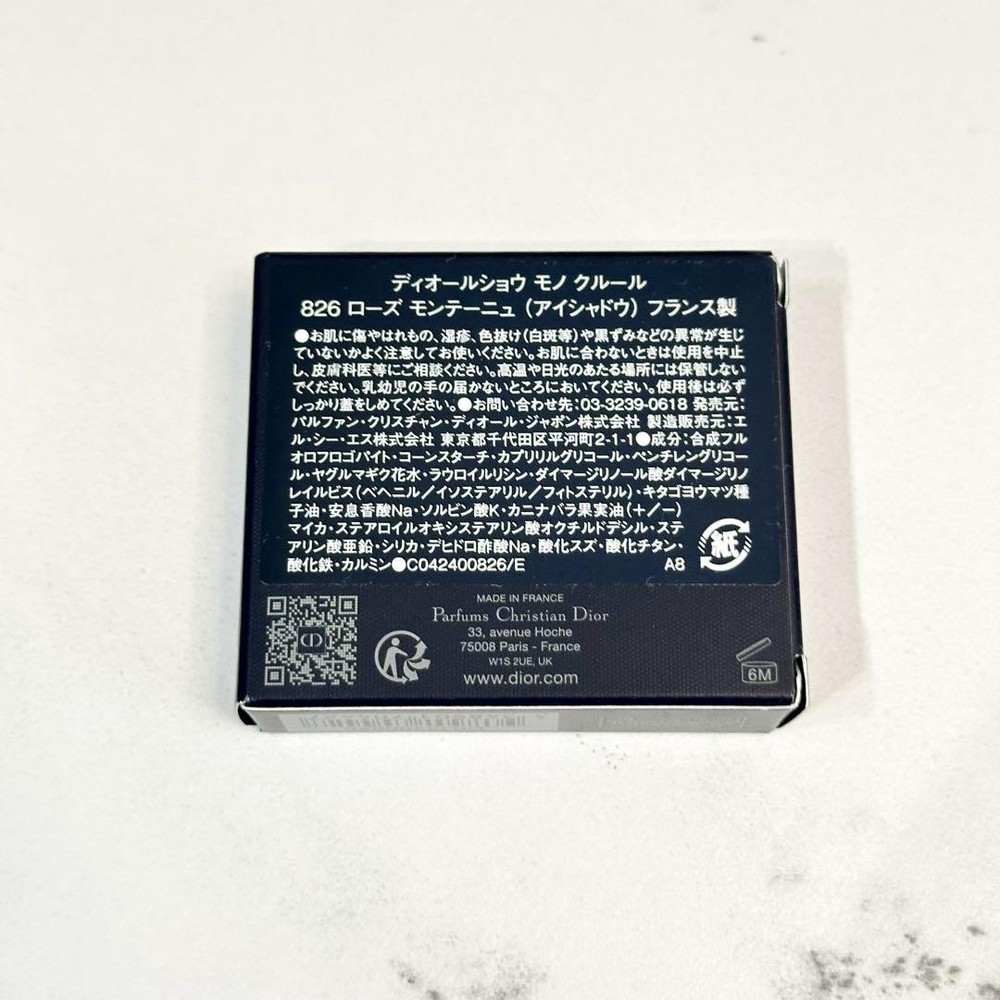 ディオールショウ モノ クルール
826 ローズ モンテーニュ (アイシャドウ) フランス製
●お肌に傷やはれもの、湿疹、色抜け(白斑等)や黒ずみなどの異常が生じ
ていないかよく注意してお使いください。お肌に合わないときは使用を中止
し、皮膚科医等にご相談ください。高温や日光のあたる場所には保管しない
でください。乳幼児の手の届かないところにおいてください。使用後は必ず
しっかり蓋をしめてください。●お問い合わせ先:03-3239-0618 発売元:
パルファン・クリスチャン・ディオール・ジャポン株式会社 製造販売元:エ
ル・シー・エス株式会社 東京都千代田区平河町2-1-1●成分:合成フル
オロフロゴパイト・コーンスターチ・カプリリルグリコール・ペンチレングリコー
ル・ヤグルマギク花水・ラウロイルリシン・ダイマージリノール酸ダイマージリノ
レイルビス(ベヘニル/イソステアリル/フィトステリル)・キタゴヨウマツ種
子油・安息香酸Na・ソルビン酸K・カニナバラ果実油(+/-)
マイカ・ステアロイルオキシステアリン酸オクチルドデシル・ステ
アリン酸亜鉛・シリカ・デヒドロ酢酸Na・酸化スズ・酸化チタン・
酸化鉄・カルミン●C042400826/E A8
紙
MADE IN FRANCE
Parfums Christian Dior
33, avenue Hoche
75008 Paris - France
W1S 2UE, UK
www.dior.com
CD
6M